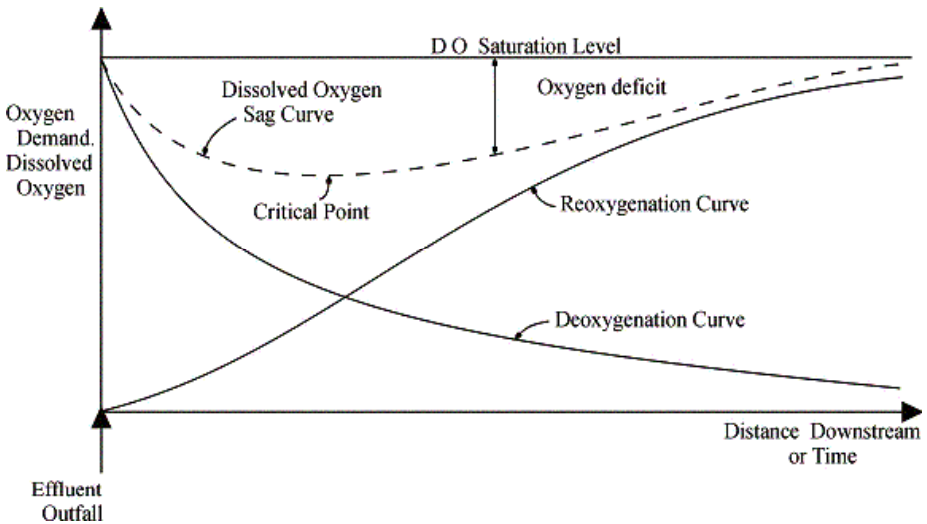 D O Saturation Level
Dissolved Oxygen
Sag Curve
Oxygen deficit
Oxygen
Demand.
Dissolved
Oxygen
Critical Point
Reoxygenation Curve
Deoxygenation Curve
Distance Downstream
or Time
Effluent
Outfall